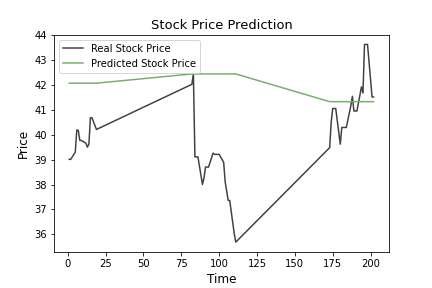 Stock Price Prediction
Real Stock Price
Predicted Stock Price
Price
44
43
42
41
40
39
38
37
36
0 25 50 75 100 125 150 175 200
Time